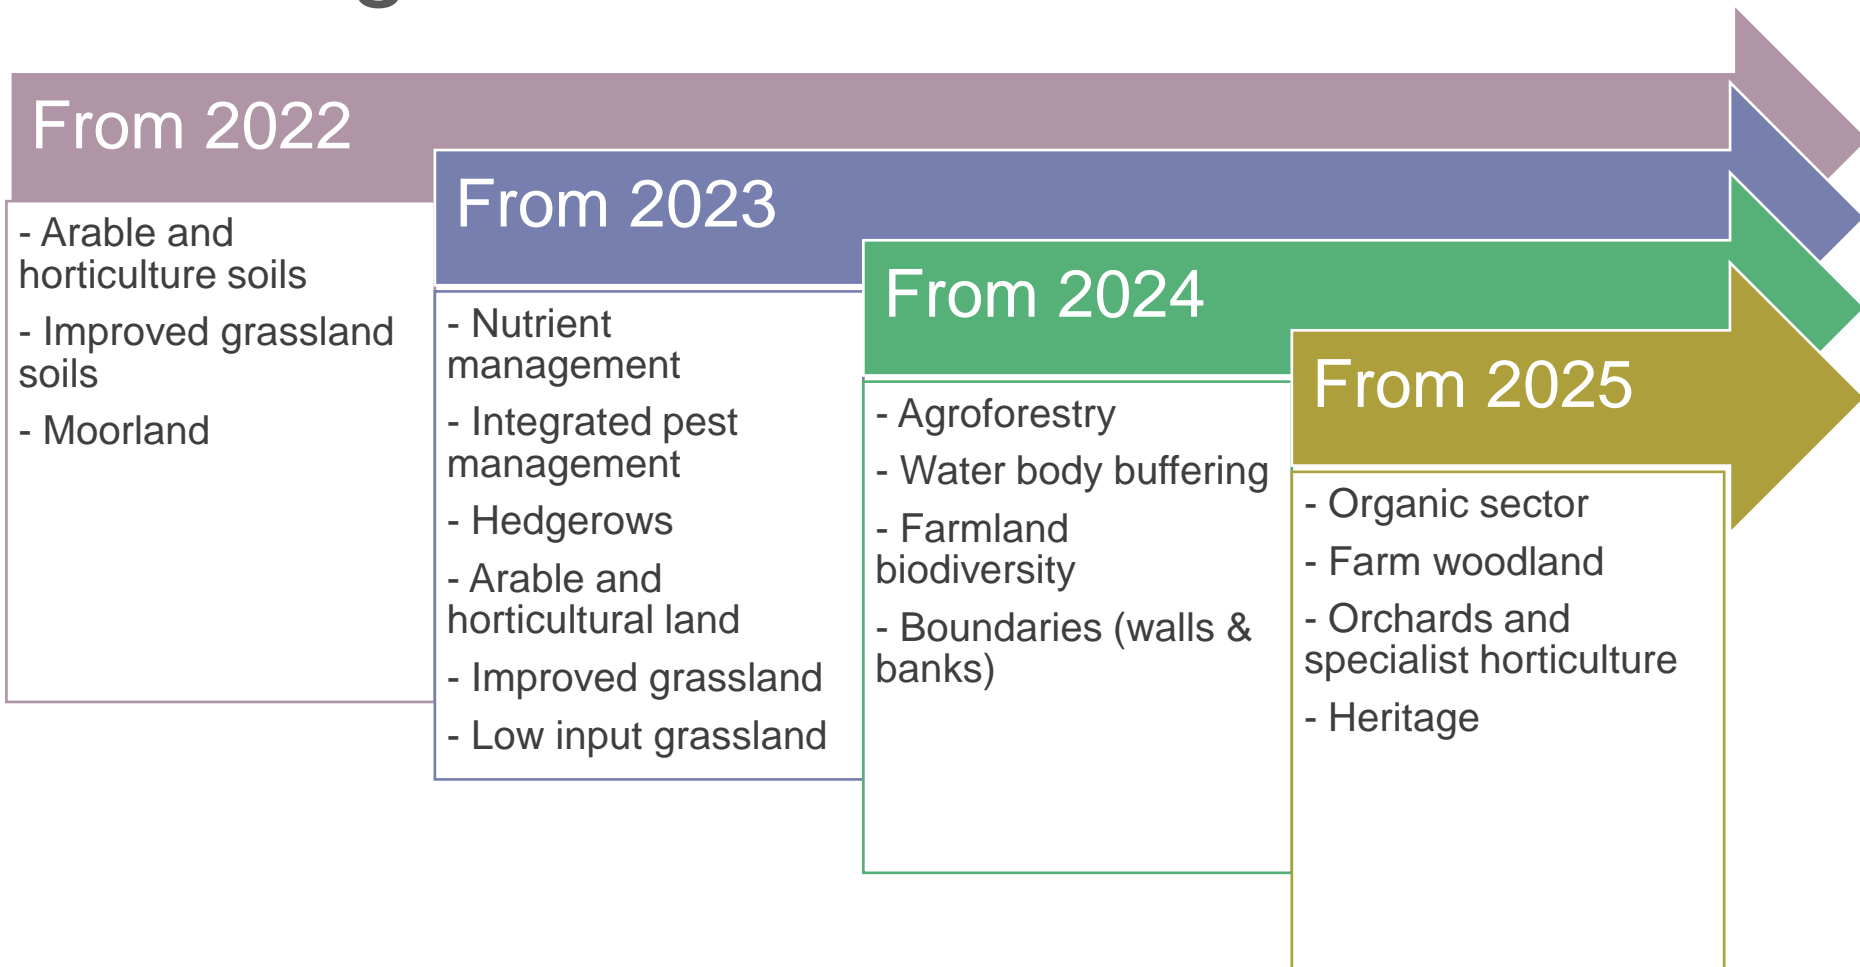 From 2022
- Arable and
horticulture soils
- Improved grassland
soils
- Moorland
From 2023
- Nutrient
management
- Integrated pest
management
- Hedgerows
- Arable and
horticultural land
- Improved grassland
- Low input grassland
From 2024
- Agroforestry
- Water body buffering
- Farmland
biodiversity
- Boundaries (walls &
banks)
From 2025
- Organic sector
- Farm woodland
- Orchards and
specialist horticulture
- Heritage